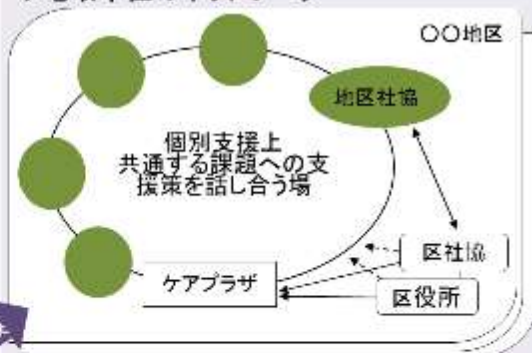 〇〇地区
地区社協
個別支援上
共通する課題への支
援策を話し合う場
区社協
ケアプラザ
区役所